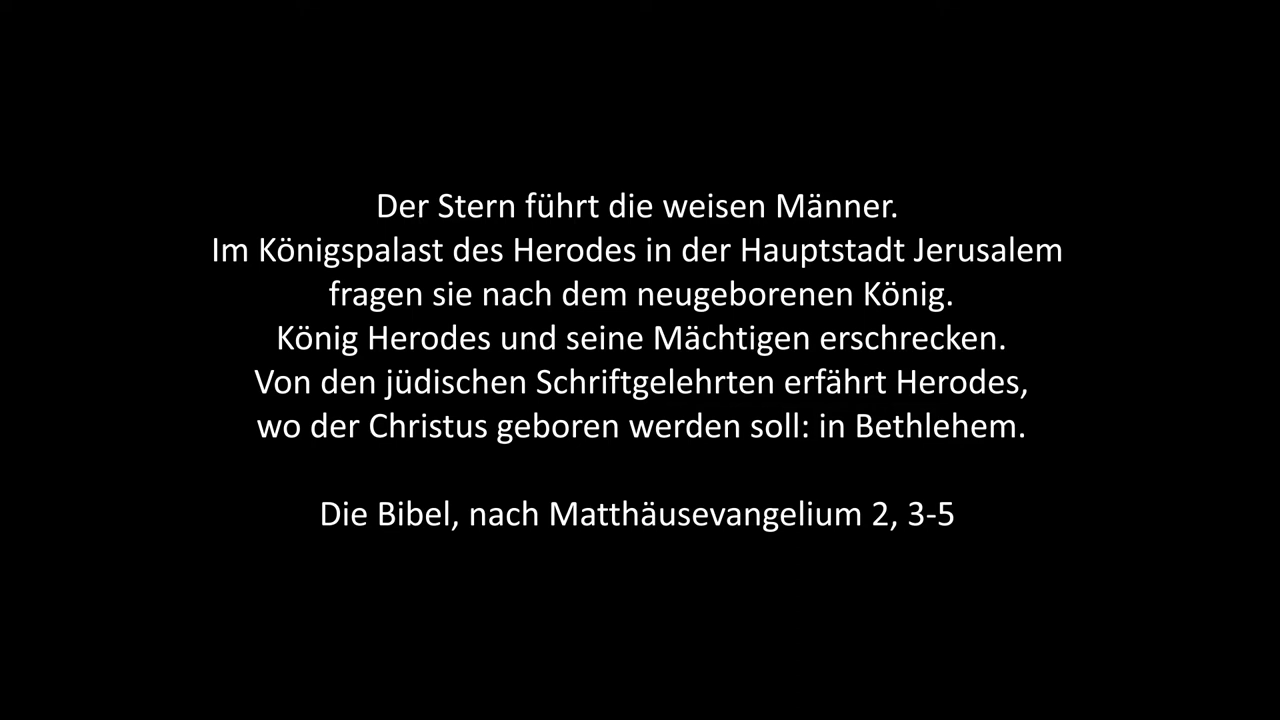 Der Stern führt die weisen Männer.
Im Königspalast des Herodes in der Hauptstadt Jerusalem
fragen sie nach dem neugeborenen König.
König Herodes und seine Mächtigen erschrecken.
Von den jüdischen Schriftgelehrten erfährt Herodes,
wo der Christus geboren werden soll: in Bethlehem.
Die Bibel, nach Matthäusevangelium 2, 3-5